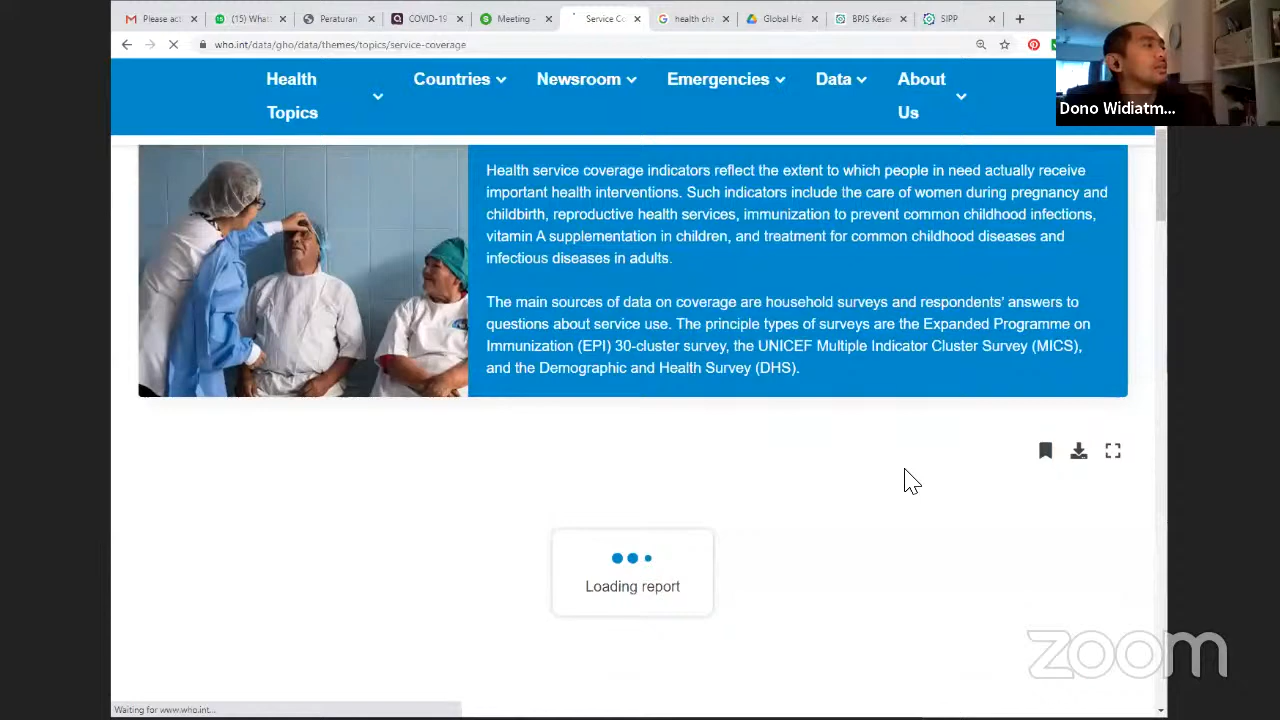 Please ac
(15) What
Peraturan
COVID-19
Meeting -
Service Co
health ch
Global He
BPJS Kese
SIPP
who.int/data/gho/data/themes/topics/service-coverage
Dono Widiatm...
Health Topics
Countries
Newsroom
Emergencies
Data
About Us
Health service coverage indicators reflect the extent to which people in need actually receive
important health interventions. Such indicators include the care of women during pregnancy and
childbirth, reproductive health services, immunization to prevent common childhood infections,
vitamin A supplementation in children, and treatment for common childhood diseases and
infectious diseases in adults.
The main sources of data on coverage are household surveys and respondents' answers to
questions about service use. The principle types of surveys are the Expanded Programme on
Immunization (EPI) 30-cluster survey, the UNICEF Multiple Indicator Cluster Survey (MICS),
and the Demographic and Health Survey (DHS).
Loading report
zoom
Waiting for www.who.int...